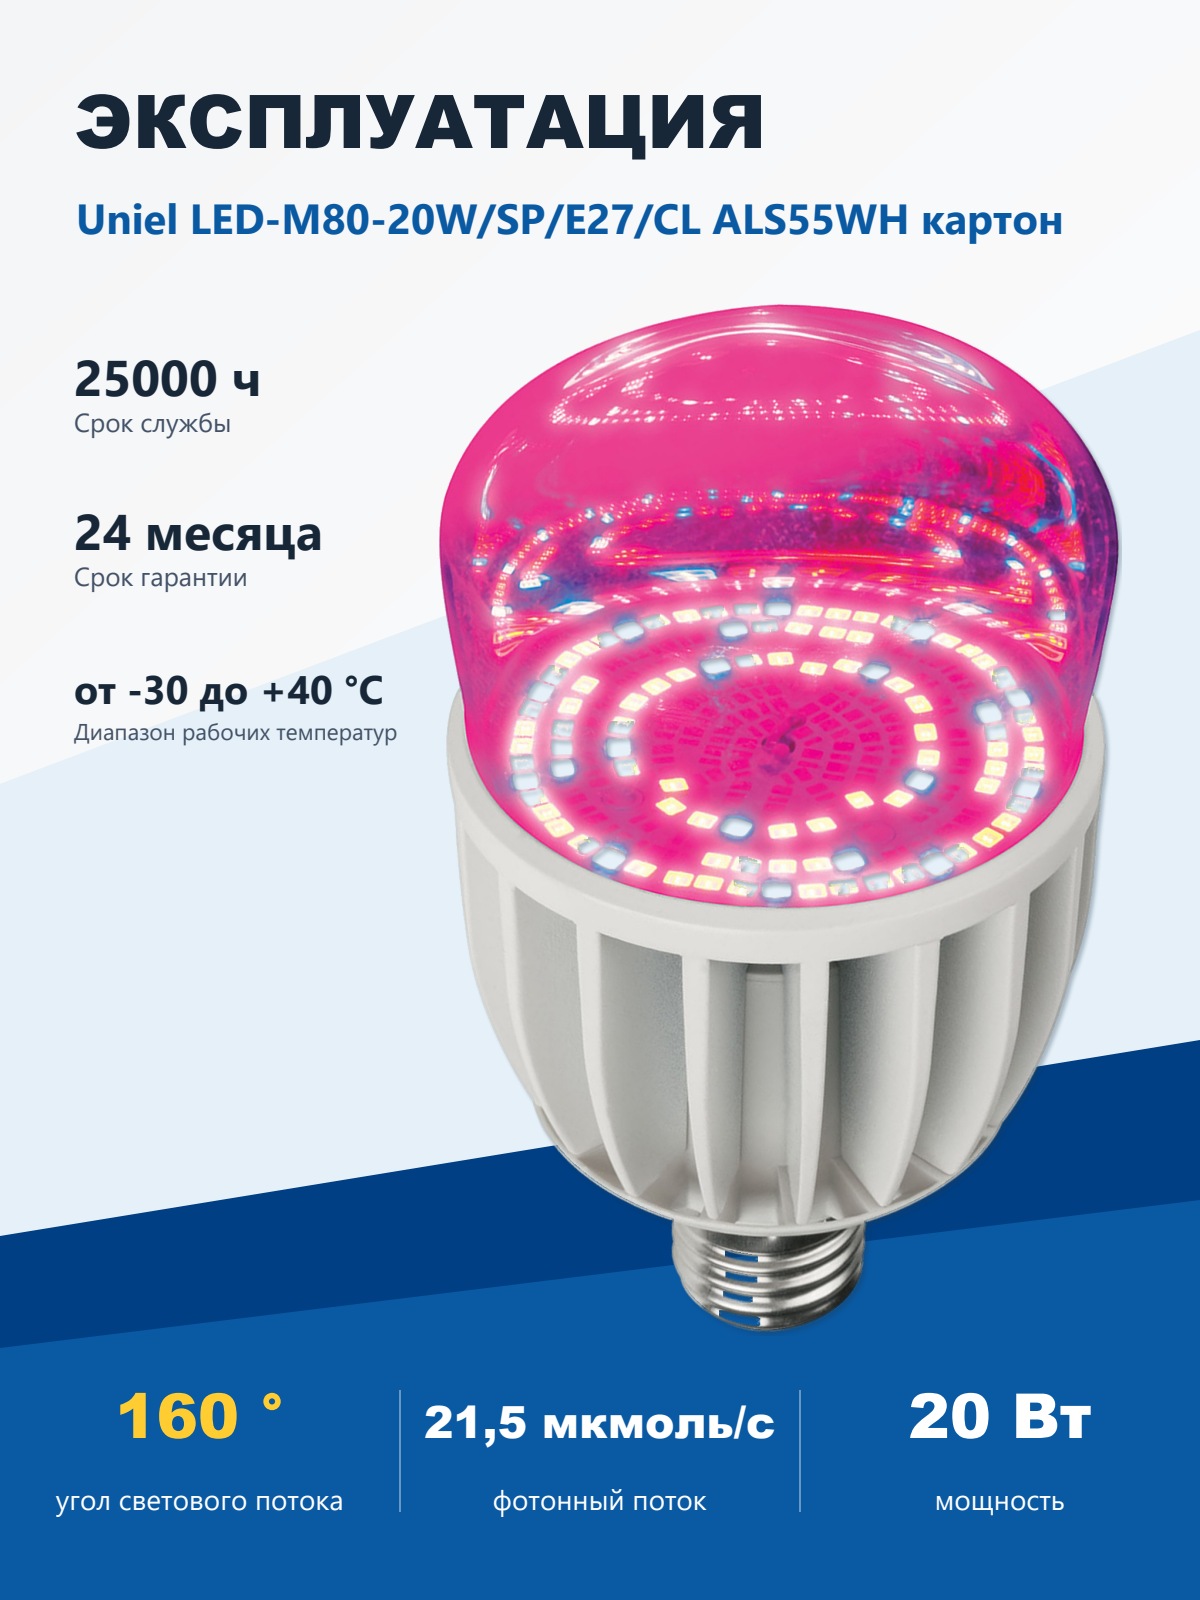 ЭКСПЛУАТАЦИЯ
Uniel LED-M80-20W/SP/E27/CL ALS55WH картон
25000 ч
Срок службы
24 месяца
Срок гарантии
от -30 до +40 °C
Диапазон рабочих температур
160 °
угол светового потока
21,5 мкмоль/с
фотонный поток
20 Вт
мощность